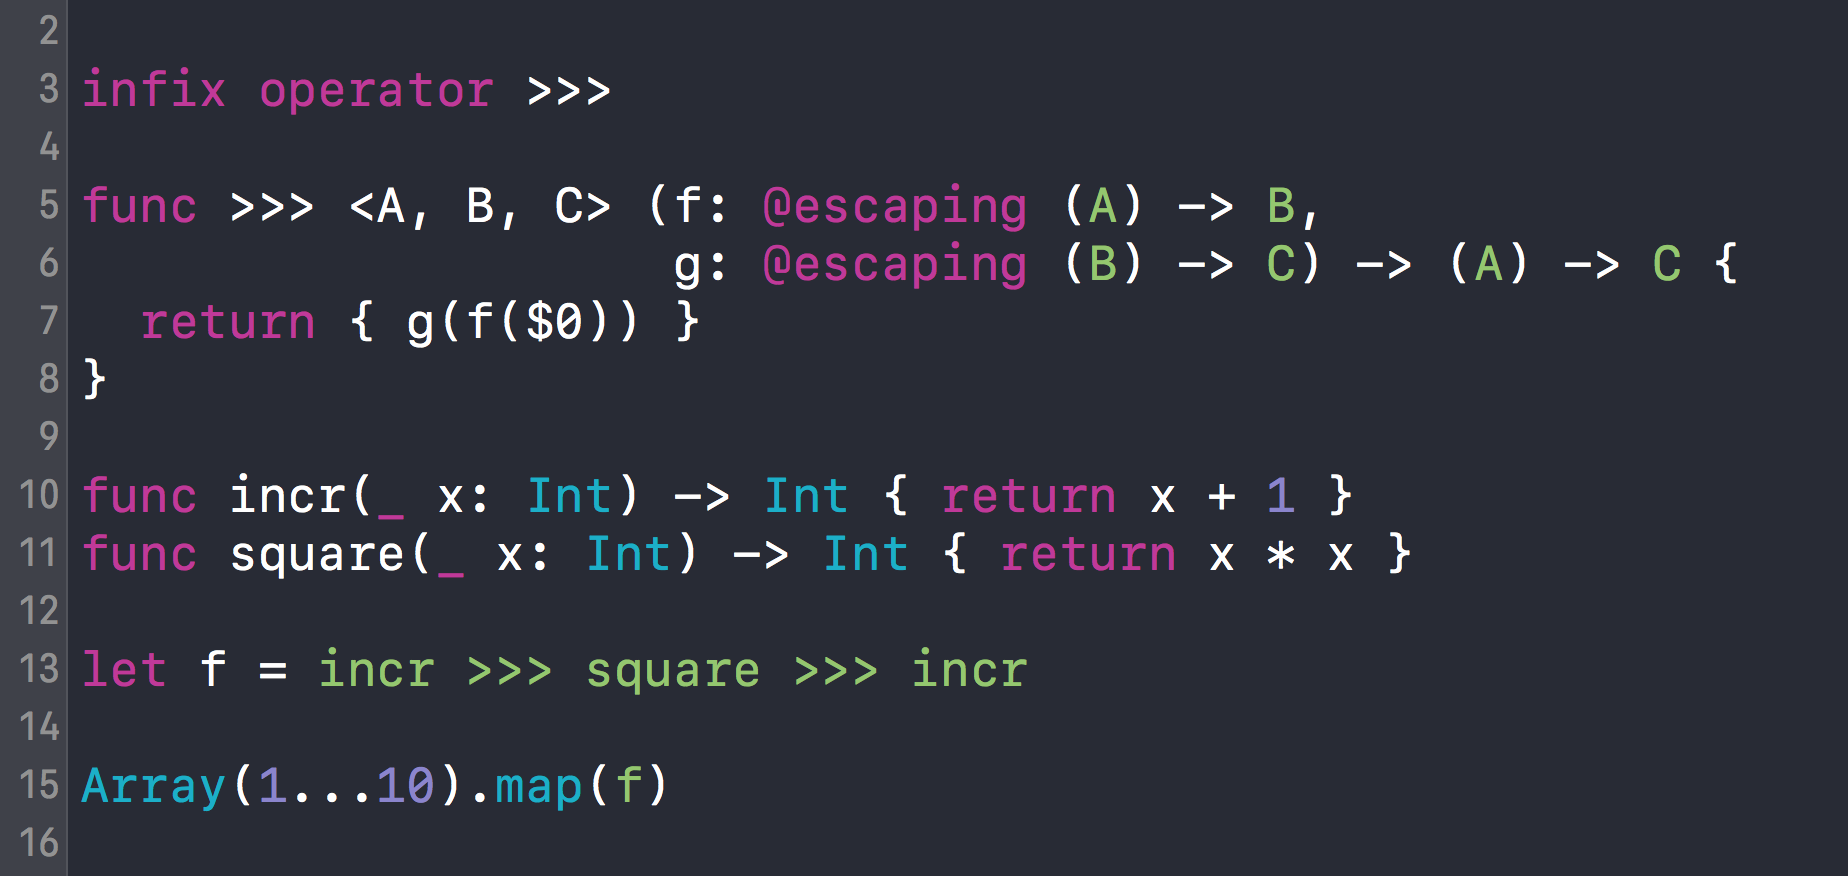 2
3 infix operator >>>
4
5 func >>> <A, B, C> (f: @escaping (A) -> B,
6                     g: @escaping (B) -> C) -> (A) -> C {
7   return { g(f($0)) }
8 }
9
10 func incr(_ x: Int) -> Int { return x + 1 }
11 func square(_ x: Int) -> Int { return x * x }
12
13 let f = incr >>> square >>> incr
14
15 Array(1...10).map(f)
16